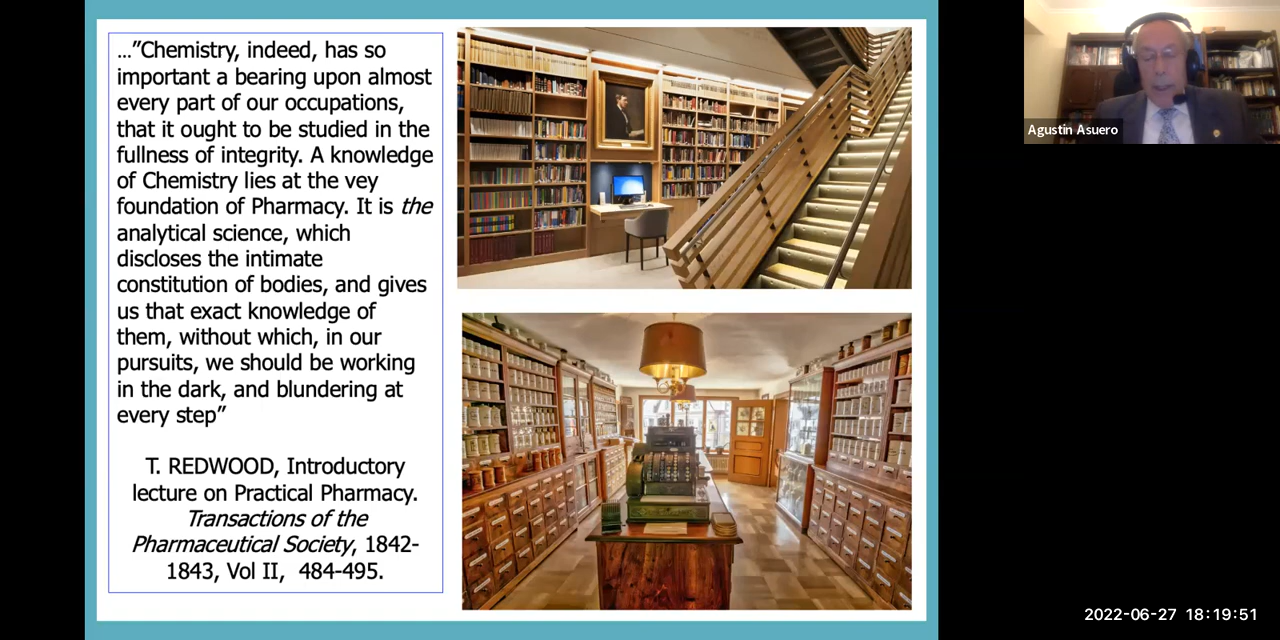 …”Chemistry, indeed, has so
important a bearing upon almost
every part of our occupations,
that it ought to be studied in the
fullness of integrity. A knowledge
of Chemistry lies at the vey
foundation of Pharmacy. It is the
analytical science, which
discloses the intimate
constitution of bodies, and gives
us that exact knowledge of
them, without which, in our
pursuits, we should be working
in the dark, and blundering at
every step”
T. REDWOOD, Introductory
lecture on Practical Pharmacy.
Transactions of the
Pharmaceutical Society, 1842-
1843, Vol II, 484-495.
Agustin Asuero
2022-06-27 18:19:51